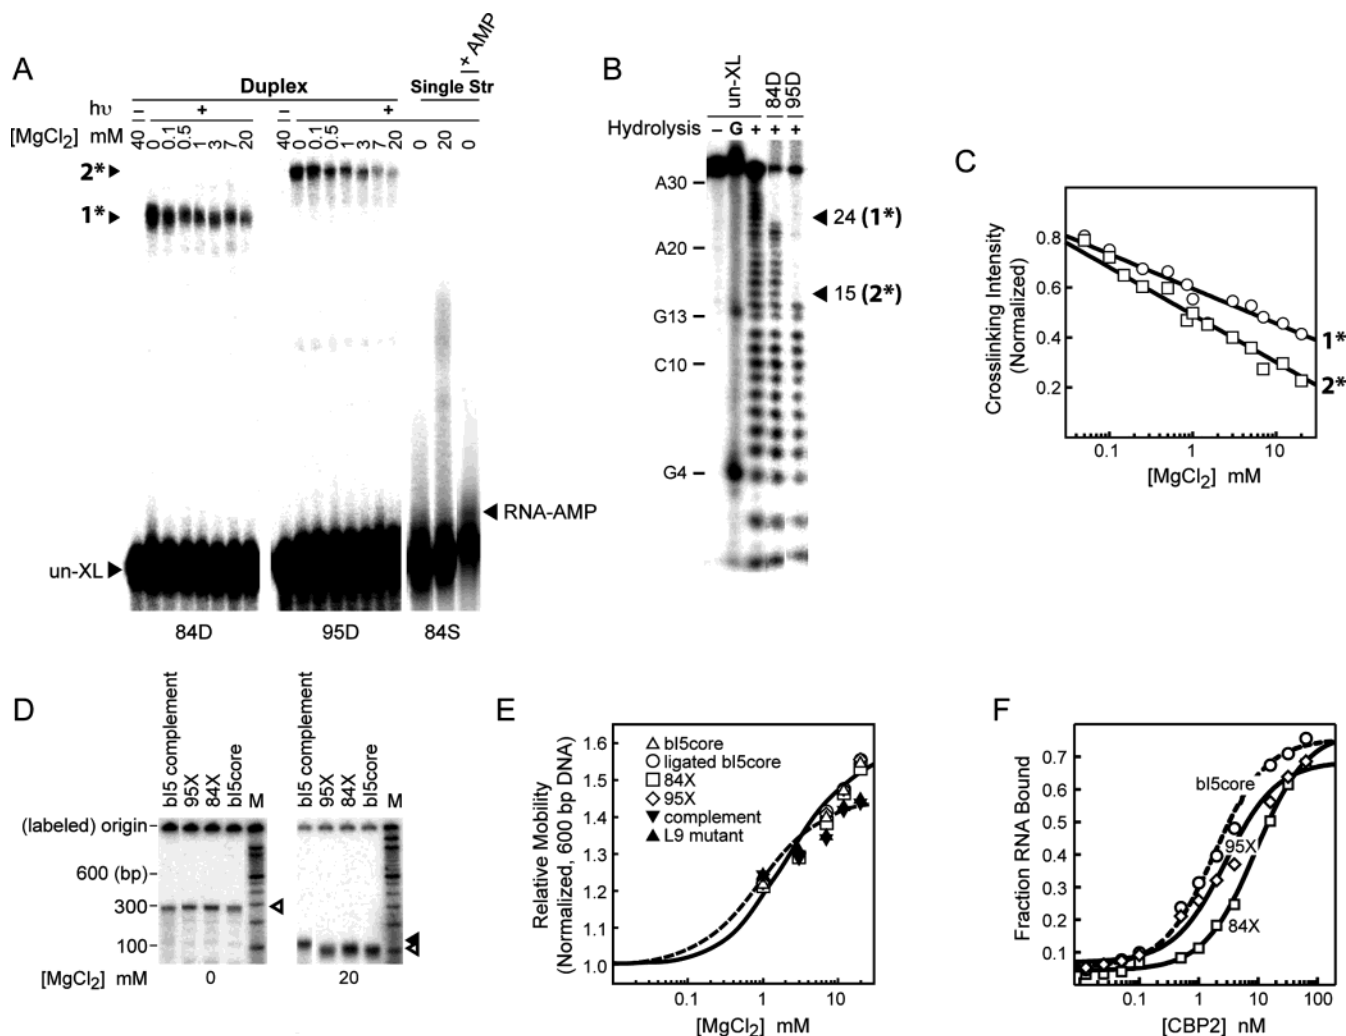 A
Duplex
Single Str
+ AMP
hυ
– + – +
[MgCl2] mM
40 0 0.1 0.5 1 3 7 20
40 0 0.1 0.5 1 3 7 20
0 20 0
2*
1*
RNA-AMP
un-XL
84D 95D 84S
B
un-XL 84D 95D
Hydrolysis – G + + +
A30
24 (1*)
A20
15 (2*)
G13
C10
G4
C
Crosslinking Intensity
(Normalized)
0.8
0.6
0.4
0.2
1*
2*
0.1 1 10
[MgCl2] mM
D
bI5 complement 95X 84X bI5core M
bI5 complement 95X 84X bI5core M
(labeled) origin
600 (bp)
300
100
[MgCl2] mM 0 20
E
Relative Mobility
(Normalized, 600 bp DNA)
1.6
1.5
1.4
1.3
1.2
1.1
1.0
bI5core
ligated bI5core
84X
95X
complement
L9 mutant
0.1 1 10
[MgCl2] mM
F
Fraction RNA Bound
0.7
0.6
0.5
0.4
0.3
0.2
0.1
bI5core
95X
84X
0.1 1 10 100
[CBP2] nM